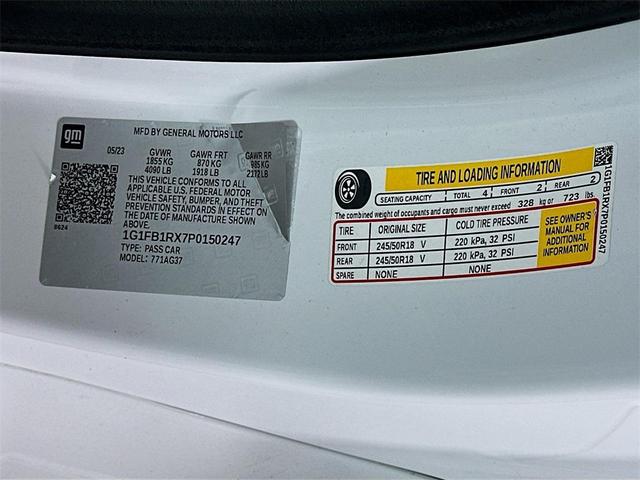 gm
MFD BY GENERAL MOTORS LLC
05/23 GVWR GAWR FRT GAWR RR
1855 KG 870 KG 985 KG
4090 LB 1918 LB 2172 LB
THIS VEHICLE CONFORMS TO ALL
APPLICABLE U.S. FEDERAL MOTOR
VEHICLE SAFETY, BUMPER, AND THEFT
PREVENTION STANDARDS IN EFFECT ON
THE DATE OF MANUFACTURE SHOWN
ABOVE.
8624
1G1FB1RX7P0150247
TYPE: PASS CAR
MODEL: 771AG37
TIRE AND LOADING INFORMATION
SEATING CAPACITY TOTAL 4 FRONT 2 REAR 2
The combined weight of occupants and cargo must never exceed 328 kg or 723 lbs.
TIRE ORIGINAL SIZE COLD TIRE PRESSURE
FRONT 245/50R18 V 220 kPa, 32 PSI
REAR 245/50R18 V 220 kPa, 32 PSI
SPARE NONE NONE
SEE OWNER'S
MANUAL FOR
ADDITIONAL
INFORMATION
1G1FB1RX7P0150247